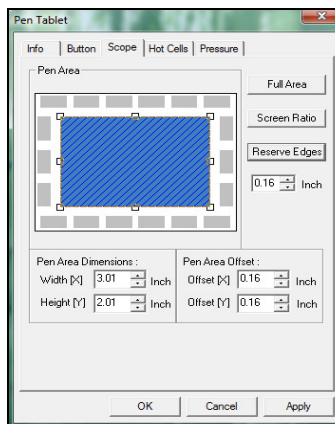 Pen Tablet
Info Button Scope Hot Cells Pressure
Pen Area
Full Area
Screen Ratio
Reserve Edges
0.16 Inch
Pen Area Dimensions :
Width [X] 3.01 Inch
Height [Y] 2.01 Inch
Pen Area Offset :
Offset [X] 0.16 Inch
Offset [Y] 0.16 Inch
OK Cancel Apply